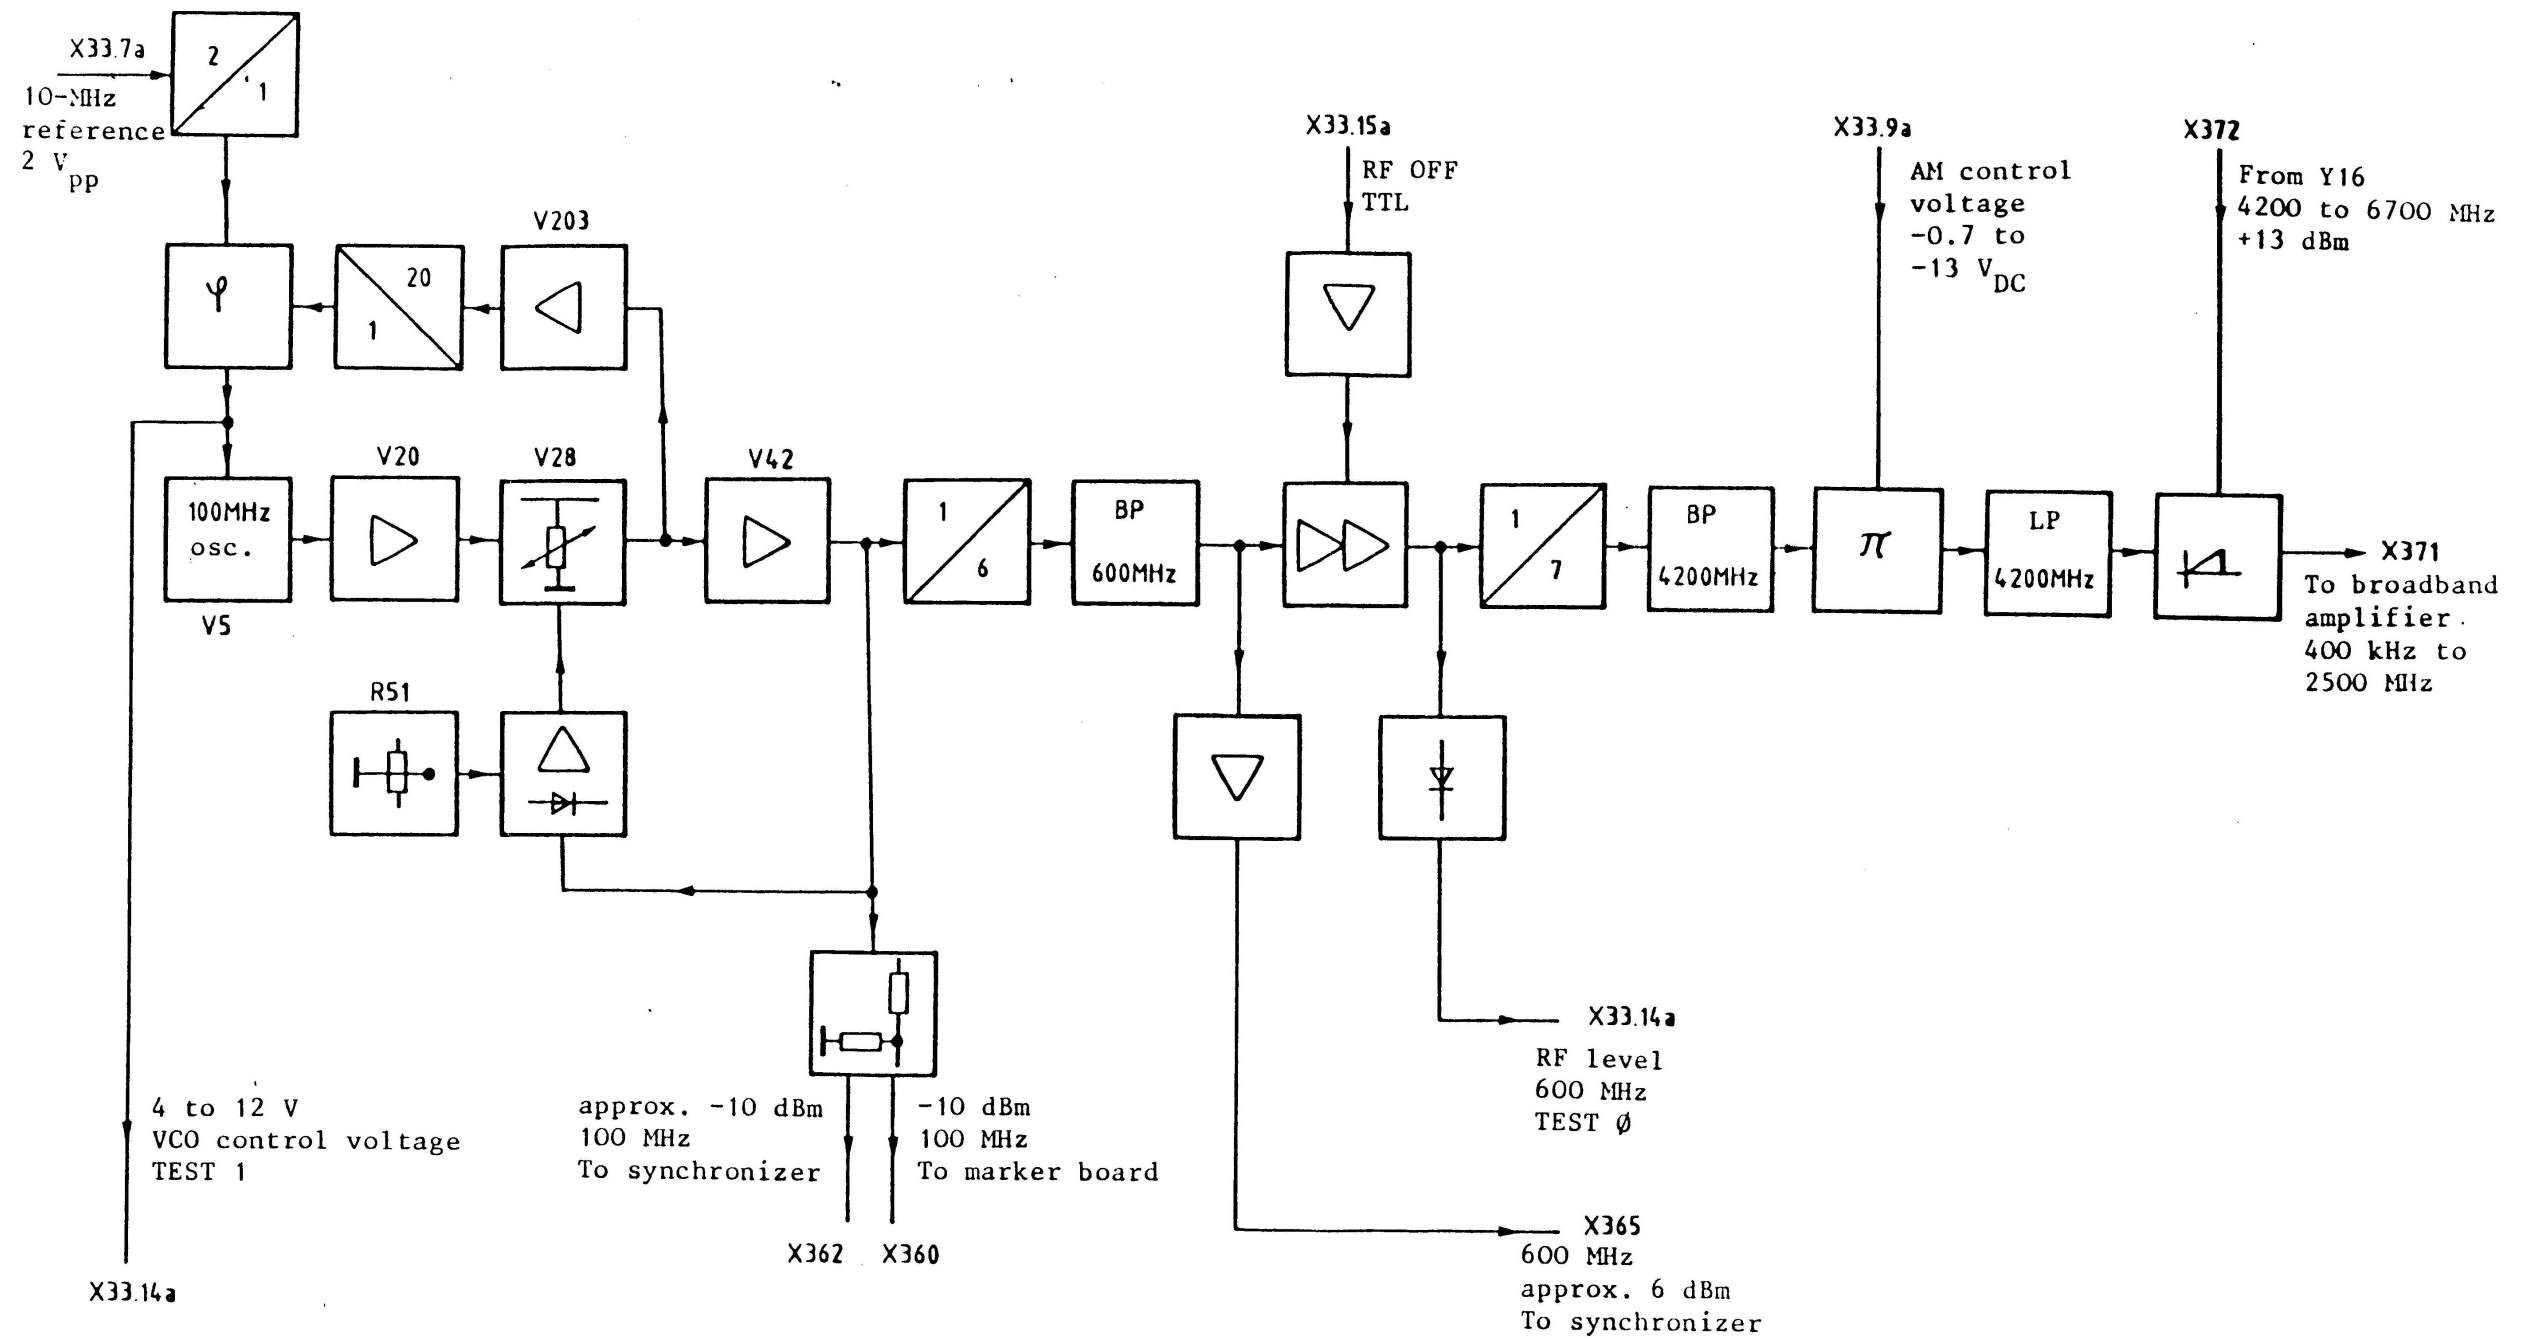 X33.7a
10-MHz
reference
2 Vpp
2
1
φ
20
1
V203
X33.15a
RF OFF
TTL
X33.9a
AM control
voltage
-0.7 to
-13 VDC
X372
From Y16
4200 to 6700 MHz
+13 dBm
100MHz
osc.
V5
V20
V28
V42
1
6
BP
600MHz
1
7
BP
4200MHz
π
LP
4200MHz
X371
To broadband
amplifier
400 kHz to
2500 MHz
R51
X33.14a
RF level
600 MHz
TEST Ø
4 to 12 V
VCO control voltage
TEST 1
X33.14a
approx. -10 dBm
100 MHz
To synchronizer
X362
-10 dBm
100 MHz
To marker board
X360
X365
600 MHz
approx. 6 dBm
To synchronizer